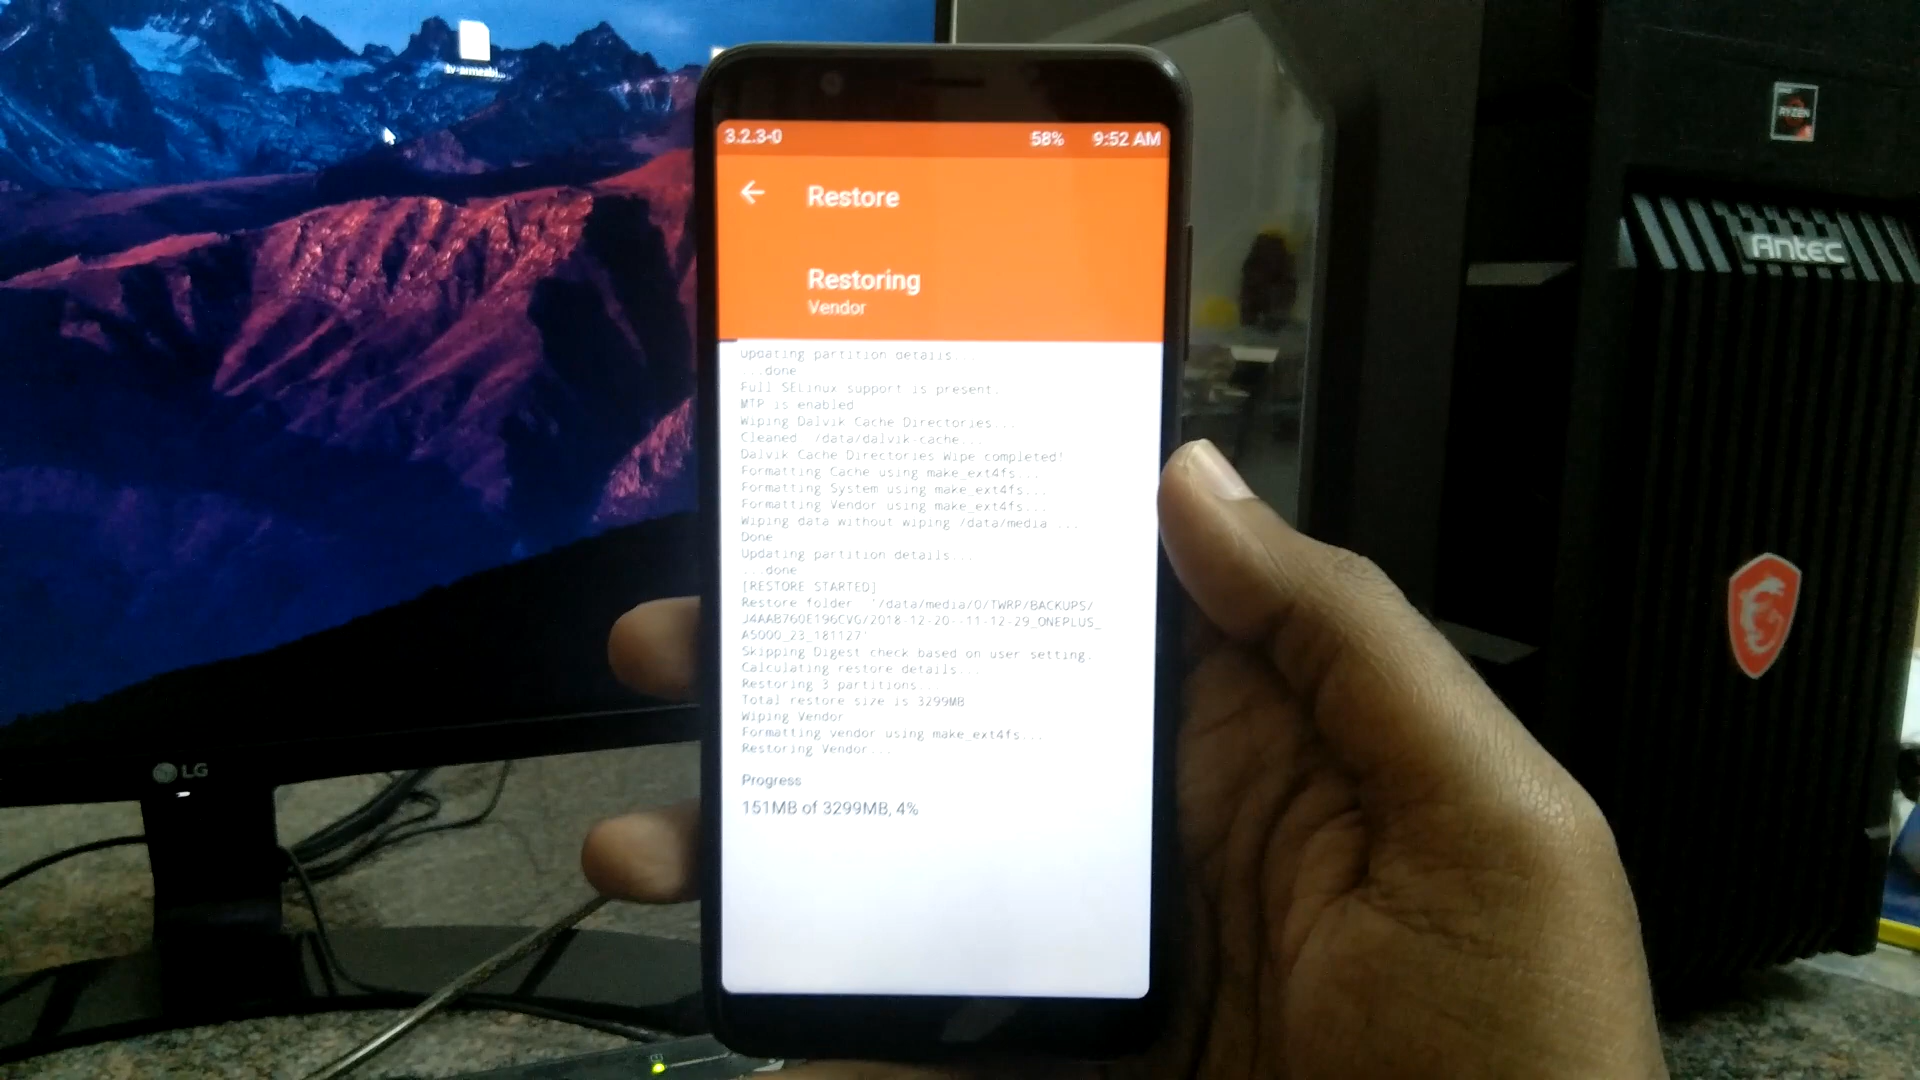 3.2.3-0 58% 9:52 AM
Restore
Restoring
Vendor
Updating partition details...
...done
Full SELinux support is present.
MTP is enabled
Wiping Dalvik Cache Directories...
Cleaned /data/dalvik-cache...
Dalvik Cache Directories Wipe completed!
Formatting Cache using make_ext4fs...
Formatting System using make_ext4fs...
Formatting Vendor using make_ext4fs...
Wiping data without wiping /data/media ...
Done
Updating partition details...
...done
[RESTORE STARTED]
Restore folder '/data/media/0/TWRP/BACKUPS/
J4AAB760E196CVG/2018-12-20--11-12-29_ONEPLUS_
A5000_23_181127'
Skipping Digest check based on user setting.
Calculating restore details...
Restoring 3 partitions...
Total restore size is 3299MB
Wiping Vendor
Formatting vendor using make_ext4fs...
Restoring Vendor...
Progress
151MB of 3299MB, 4%
LG
RYZEN
Antec